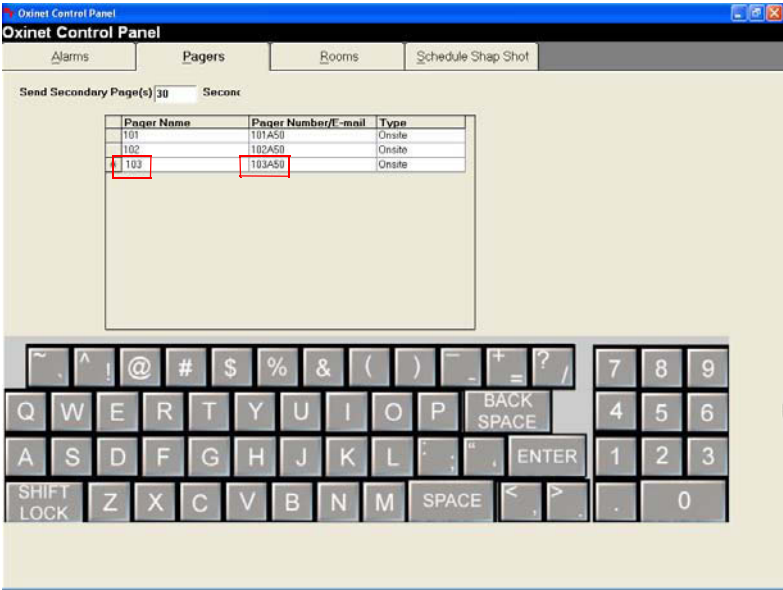 Oxinet Control Panel
Oxinet Control Panel
Alarms Pagers Rooms Schedule Shap Shot
Send Secondary Page(s) 30 Second
Pager Name Pager Number/E-mail Type
101 101A50 Onsite
102 102A50 Onsite
103 103A50 Onsite
~ ` ^ ! @ # $ % & ( ) — - + = ? / 7 8 9
Q W E R T Y U I O P BACK SPACE 4 5 6
A S D F G H J K L : ; “ ‘ ENTER 1 2 3
SHIFT LOCK Z X C V B N M SPACE < , > . . 0